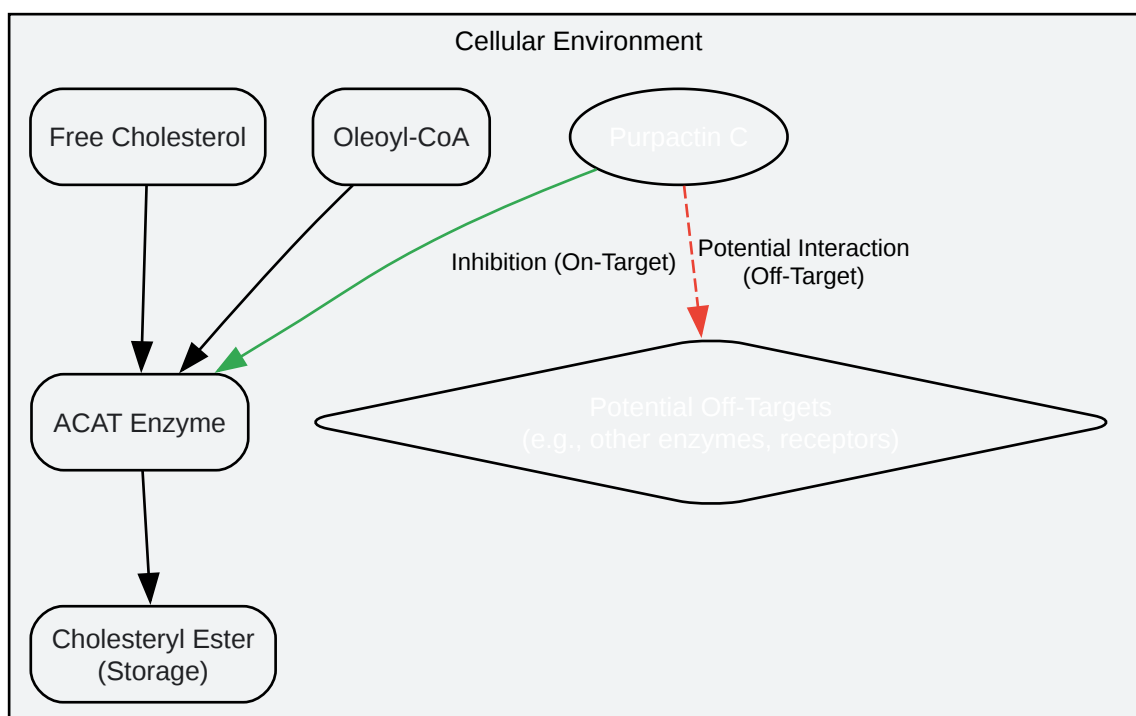 Cellular Environment
Free Cholesterol
Oleoyl-CoA
Purpactin C
Inhibition (On-Target)
Potential Interaction
(Off-Target)
ACAT Enzyme
Potential Off-Targets
(e.g., other enzymes, receptors)
Cholesteryl Ester
(Storage)